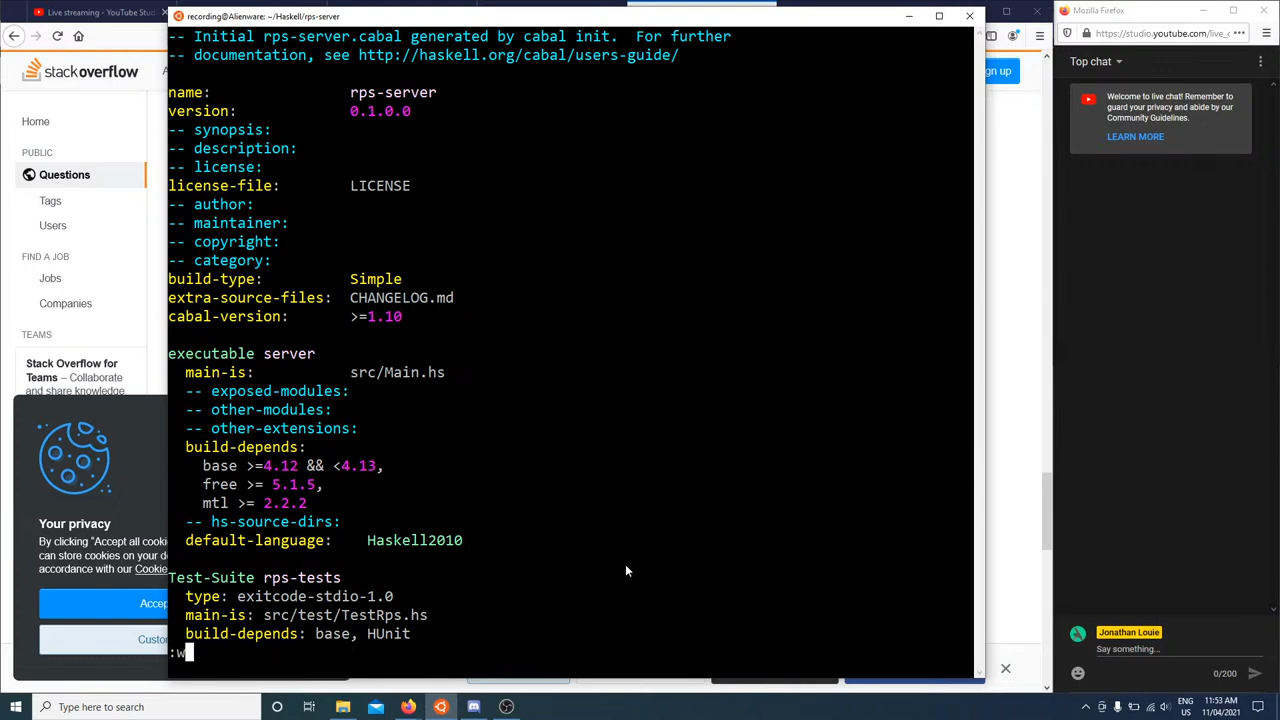 Live streaming - YouTube Stud
recording@Alienware: ~/Haskell/rps-server
Mozilla Firefox
https://studio.youtube.com/live_c
stackoverflow
gn up
Home
PUBLIC
Questions
Tags
Users
FIND A JOB
Jobs
Companies
TEAMS
Stack Overflow for
Teams – Collaborate
and share knowledge
Your privacy
By clicking "Accept all cook
can store cookies on your de
accordance with our Cookie
Accep
Custo
-- Initial rps-server.cabal generated by cabal init.  For further
-- documentation, see http://haskell.org/cabal/users-guide/
name: rps-server
version: 0.1.0.0
-- synopsis:
-- description:
-- license:
license-file: LICENSE
-- author:
-- maintainer:
-- copyright:
-- category:
build-type: Simple
extra-source-files: CHANGELOG.md
cabal-version: >=1.10
executable server
main-is: src/Main.hs
-- exposed-modules:
-- other-modules:
-- other-extensions:
build-depends:
base >=4.12 && <4.13,
free >= 5.1.5,
mtl >= 2.2.2
-- hs-source-dirs:
default-language: Haskell2010
Test-Suite rps-tests
type: exitcode-stdio-1.0
main-is: src/test/TestRps.hs
build-depends: base, HUnit
:w
Top chat
Welcome to live chat! Remember to
guard your privacy and abide by our
Community Guidelines.
LEARN MORE
Jonathan Louie
Say something...
0/200
Type here to search
ENG
US
11:53 AM
11/04/2021